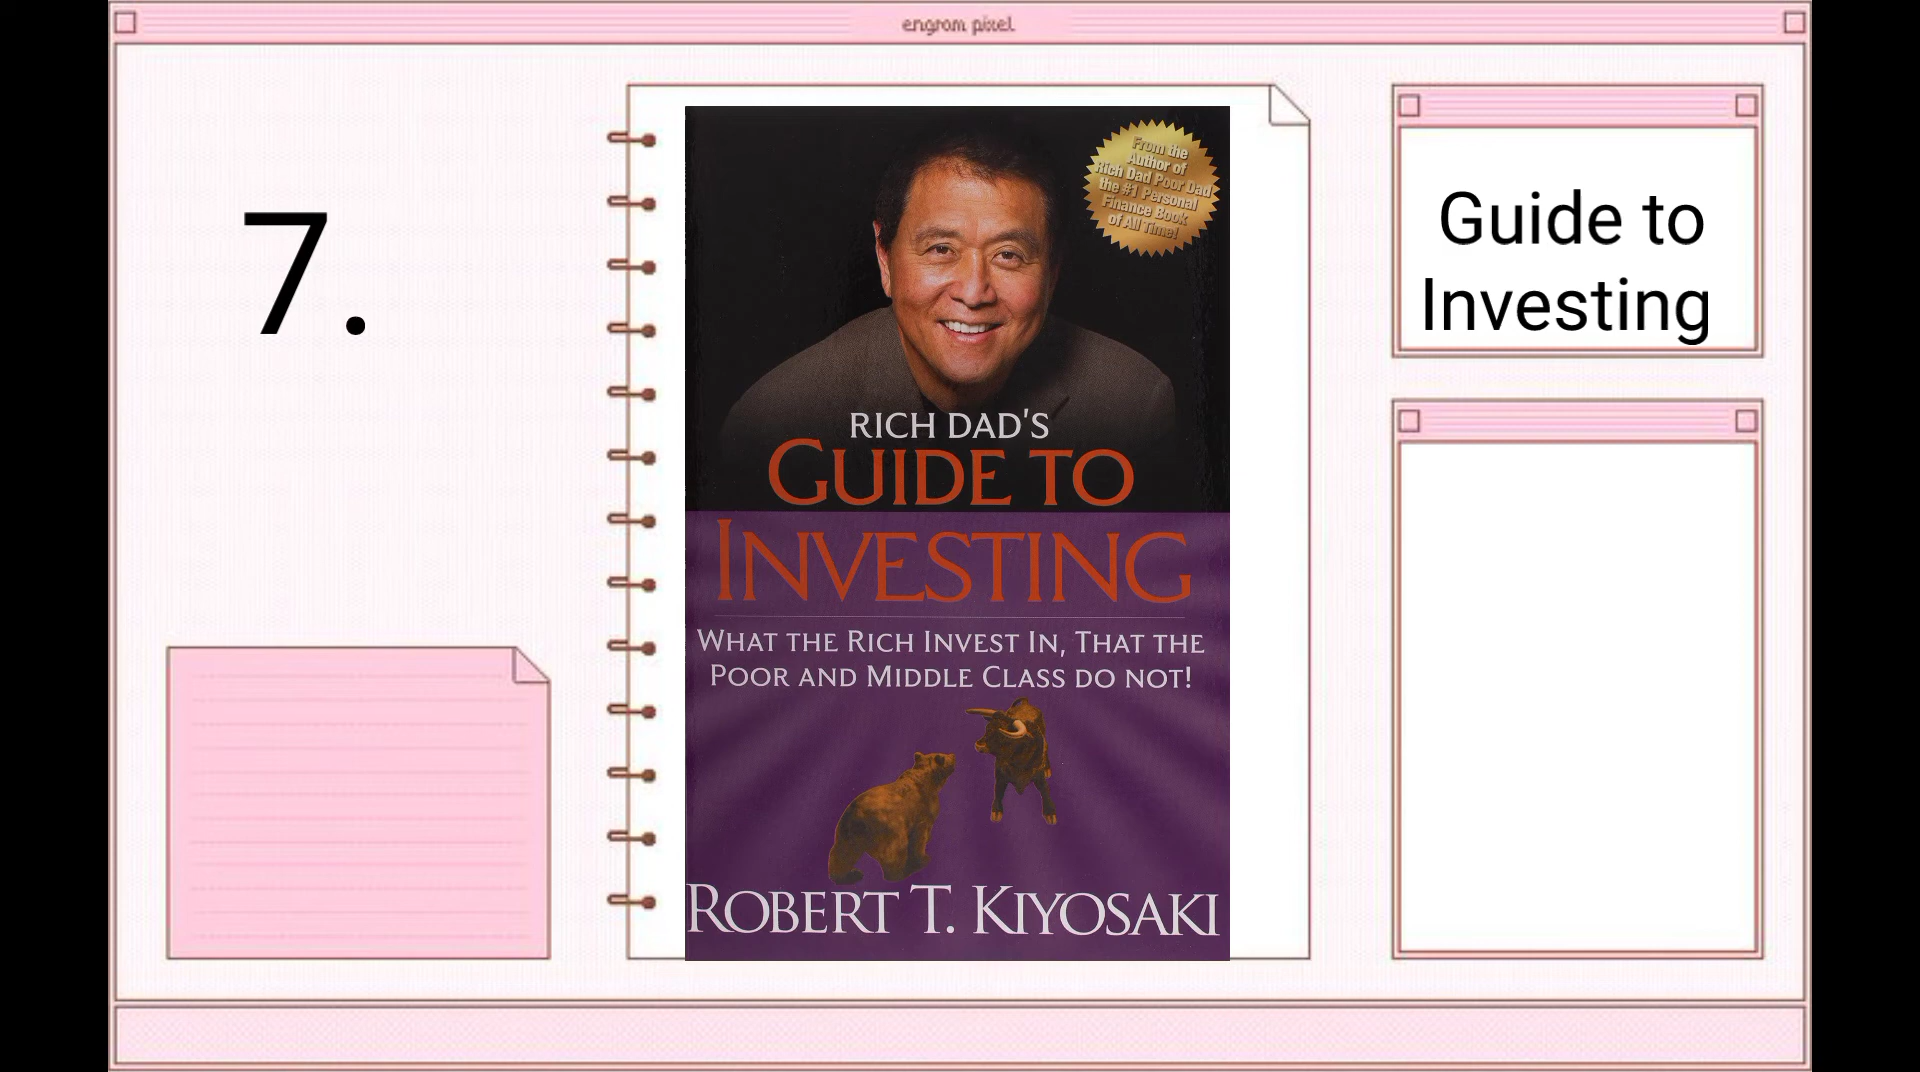 engram pixel
7.
From the
Author of
Rich Dad Poor Dad
the #1 Personal
Finance Book
of All Time!
RICH DAD'S
GUIDE TO
INVESTING
WHAT THE RICH INVEST IN, THAT THE
POOR AND MIDDLE CLASS DO NOT!
ROBERT T. KIYOSAKI
Guide to
Investing